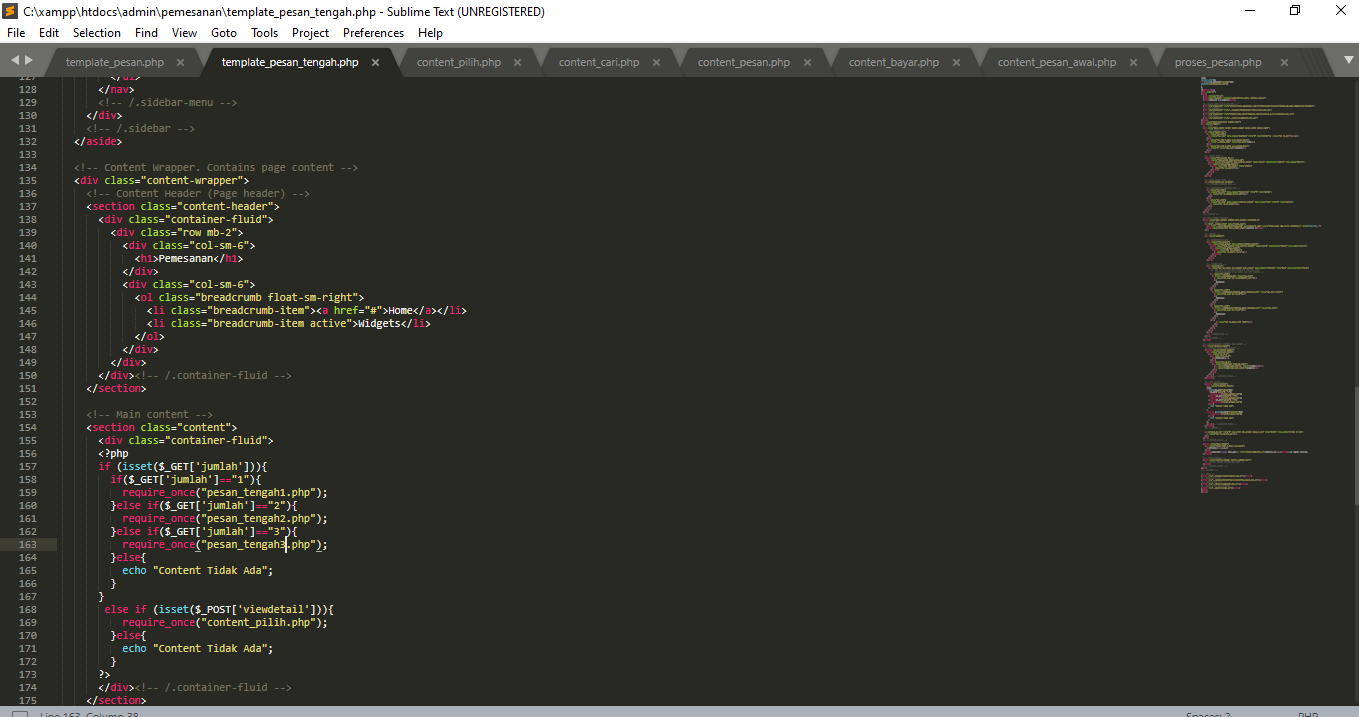 C:\xampp\htdocs\admin\pemesanan\template_pesan_tengah.php - Sublime Text (UNREGISTERED)
File Edit Selection Find View Goto Tools Project Preferences Help
template_pesan.php × template_pesan_tengah.php × content_pilih.php × content_cari.php × content_pesan.php × content_bayar.php × content_pesan_awal.php × proses_pesan.php ×
127 </ul>
128 </nav>
129 <!-- /.sidebar-menu -->
130 </div>
131 <!-- /.sidebar -->
132 </aside>
133
134 <!-- Content Wrapper. Contains page content -->
135 <div class="content-wrapper">
136 <!-- Content Header (Page header) -->
137 <section class="content-header">
138 <div class="container-fluid">
139 <div class="row mb-2">
140 <div class="col-sm-6">
141 <h1>Pemesanan</h1>
142 </div>
143 <div class="col-sm-6">
144 <ol class="breadcrumb float-sm-right">
145 <li class="breadcrumb-item"><a href="#">Home</a></li>
146 <li class="breadcrumb-item active">Widgets</li>
147 </ol>
148 </div>
149 </div>
150 </div><!-- /.container-fluid -->
151 </section>
152
153 <!-- Main content -->
154 <section class="content">
155 <div class="container-fluid">
156 <?php
157 if (isset($_GET['jumlah'])){
158 if($_GET['jumlah']=="1"){
159 require_once("pesan_tengah1.php");
160 }else if($_GET['jumlah']=="2"){
161 require_once("pesan_tengah2.php");
162 }else if($_GET['jumlah']=="3"){
163 require_once("pesan_tengah3.php");
164 }else{
165 echo "Content Tidak Ada";
166 }
167 }
168 else if (isset($_POST['viewdetail'])){
169 require_once("content_pilih.php");
170 }else{
171 echo "Content Tidak Ada";
172 }
173 ?>
174 </div><!-- /.container-fluid -->
175 </section>
Line 163, Column 38 Spaces: 2 PHP